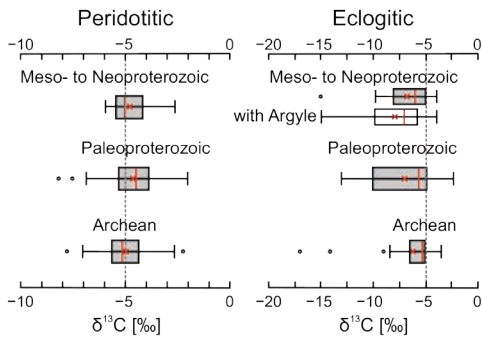 Peridotitic
Eclogitic
−10 −5 0
−20 −15 −10 −5 0
Meso- to Neoproterozoic
Meso- to Neoproterozoic
with Argyle
Paleoproterozoic
Paleoproterozoic
Archean
Archean
−10 −5 0
−20 −15 −10 −5 0
δ¹³C [‰]
δ¹³C [‰]